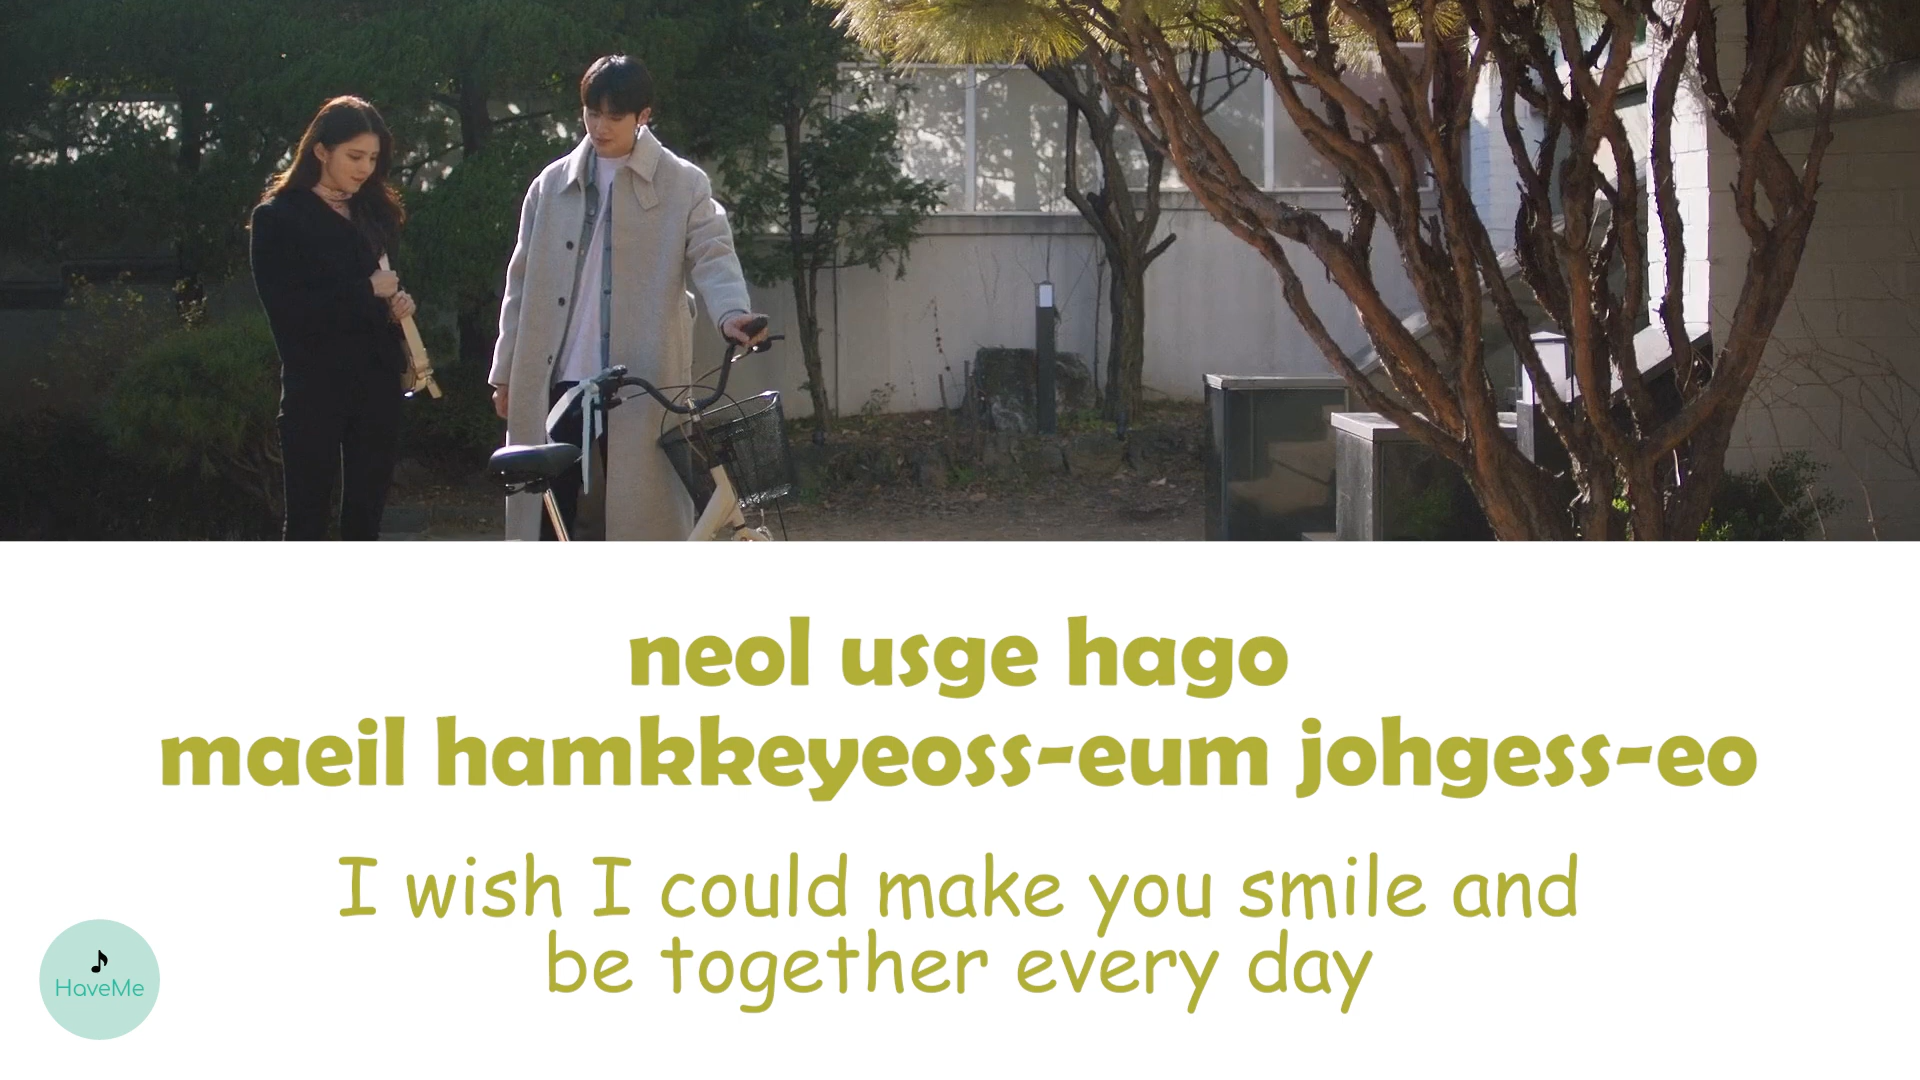 neol usge hago
maeil hamkkeyeoss-eum johgess-eo
I wish I could make you smile and
be together every day
HaveMe